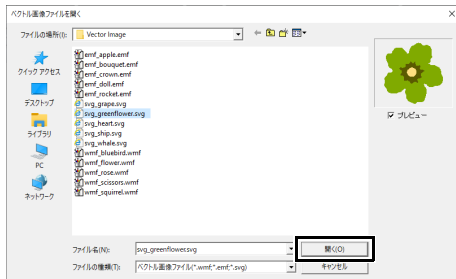 ベクトル画像ファイルを開く
ファイルの場所(I):
Vector Image
クイック アクセス
デスクトップ
ライブラリ
PC
ネットワーク
emf_apple.emf
emf_bouquet.emf
emf_crown.emf
emf_doll.emf
emf_rocket.emf
svg_grape.svg
svg_greenflower.svg
svg_heart.svg
svg_ship.svg
svg_whale.svg
wmf_bluebird.wmf
wmf_flower.wmf
wmf_rose.wmf
wmf_scissors.wmf
wmf_squirrel.wmf
プレビュー
ファイル名(N):
svg_greenflower.svg
開く(O)
ファイルの種類(T):
ベクトル画像ファイル(*.wmf;*.emf;*.svg)
キャンセル